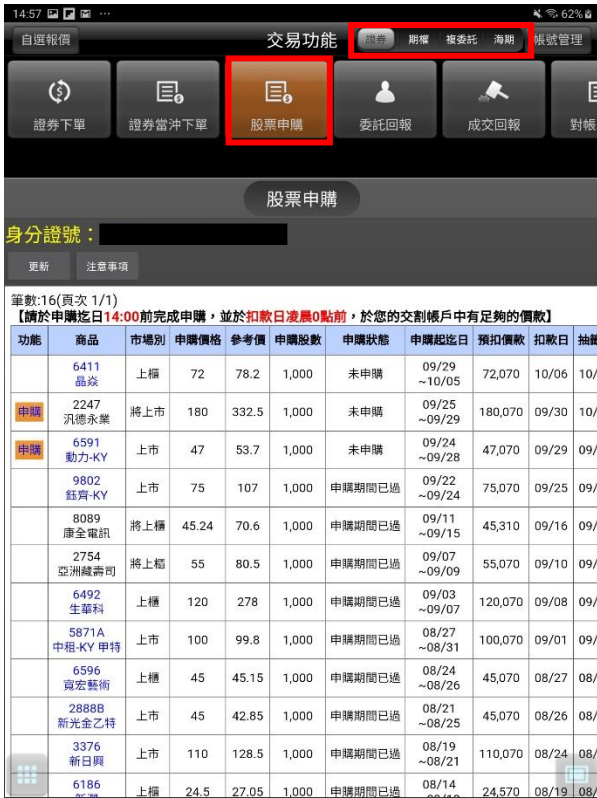 14:57 62%
自選報價 交易功能 證券 期權 複委託 海期 帳號管理
證券下單 證券當沖下單 股票申購 委託回報 成交回報 對帳
股票申購
身分證號：
更新 注意事項
筆數:16(頁次 1/1)
【請於申購迄日14:00前完成申購，並於扣款日凌晨0點前，於您的交割帳戶中有足夠的價款】
功能 商品 市場別 申購價格 參考價 申購股數 申購狀態 申購起迄日 預扣價款 扣款日 抽籤
6411 晶焱 上櫃 72 78.2 1,000 未申購 09/29 ~10/05 72,070 10/06 10/
申購 2247 汎德永業 將上市 180 332.5 1,000 未申購 09/25 ~09/29 180,070 09/30 10/
申購 6591 動力-KY 上市 47 53.7 1,000 未申購 09/24 ~09/28 47,070 09/29 09/
9802 鈺齊-KY 上市 75 107 1,000 申購期間已過 09/22 ~09/24 75,070 09/25 09/
8089 康全電訊 將上櫃 45.24 70.6 1,000 申購期間已過 09/11 ~09/15 45,310 09/16 09/
2754 亞洲藏壽司 將上櫃 55 80.5 1,000 申購期間已過 09/07 ~09/09 55,070 09/10 09/
6492 生華科 上櫃 120 278 1,000 申購期間已過 09/03 ~09/07 120,070 09/08 09/
5871A 中租-KY 甲特 上市 100 99.8 1,000 申購期間已過 08/27 ~08/31 100,070 09/01 09/
6596 寬宏藝術 上櫃 45 45.15 1,000 申購期間已過 08/24 ~08/26 45,070 08/27 08/
2888B 新光金乙特 上市 45 42.85 1,000 申購期間已過 08/21 ~08/25 45,070 08/26 08/
3376 新日興 上市 110 128.5 1,000 申購期間已過 08/19 ~08/21 110,070 08/24 08/
6186 上櫃 24.5 27.05 1,000 申購期間已過 08/14 24,570 08/19 08/